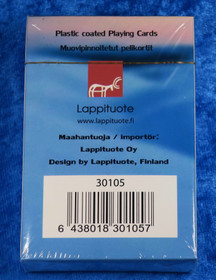 Plastic coated Playing Cards
Muovipinnoitetut pelikortit
Lappituote
www.lappituote.fi
Maahantuoja / importör:
Lappituote Oy
Design by Lappituote, Finland
30105
6 438018 301057